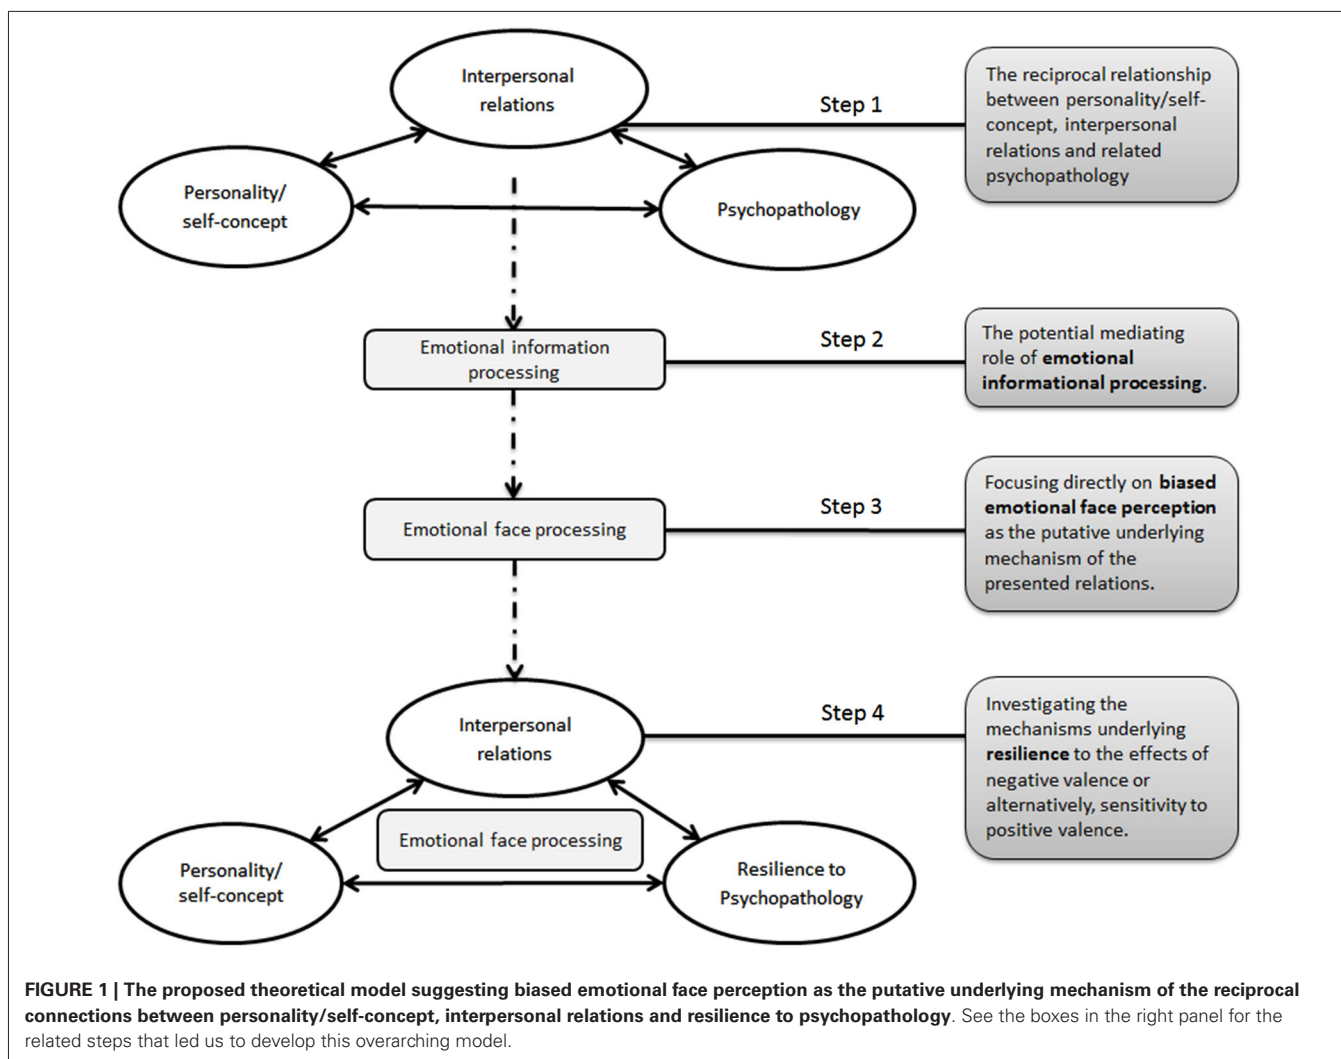 Interpersonal
relations
Step 1
The reciprocal relationship
between personality/self-
concept, interpersonal
relations and related
psychopathology
Personality/
self-concept
Psychopathology
Emotional information
processing
Step 2
The potential mediating
role of emotional
informational processing.
Emotional face processing
Step 3
Focusing directly on biased
emotional face perception
as the putative underlying
mechanism of the
presented relations.
Interpersonal
relations
Step 4
Investigating the
mechanisms underlying
resilience to the effects of
negative valence or
alternatively, sensitivity to
positive valence.
Emotional face processing
Personality/
self-concept
Resilience to
Psychopathology
FIGURE 1 | The proposed theoretical model suggesting biased emotional face perception as the putative underlying mechanism of the reciprocal
connections between personality/self-concept, interpersonal relations and resilience to psychopathology. See the boxes in the right panel for the
related steps that led us to develop this overarching model.